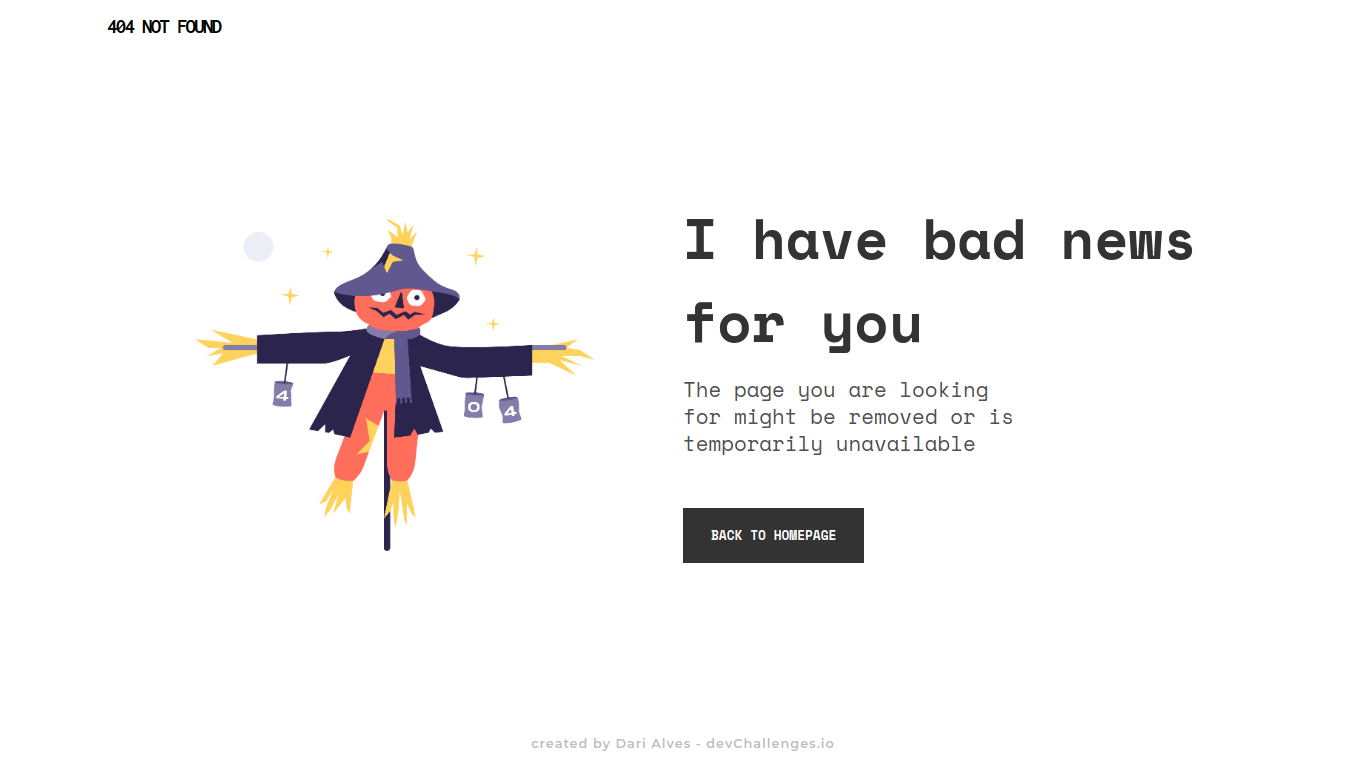 404 NOT FOUND
I have bad news
for you
The page you are looking
for might be removed or is
temporarily unavailable
4
0
4
BACK TO HOMEPAGE
created by Dari Alves - devChallenges.io